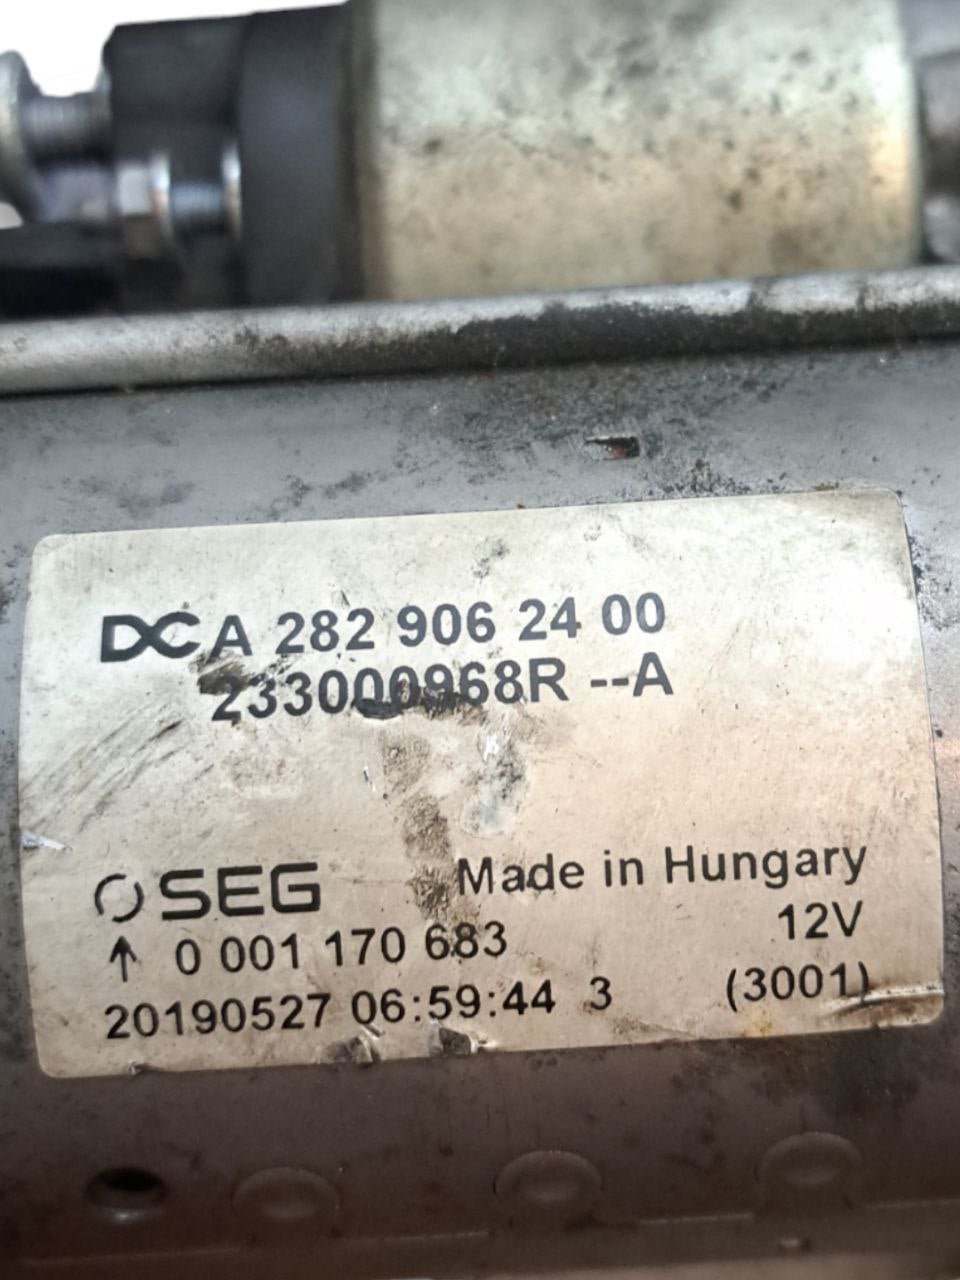 DC A 282 906 24 00
233000968R --A
SEG Made in Hungary
↑ 0 001 170 683 12V
20190527 06:59:44 3 (3001)